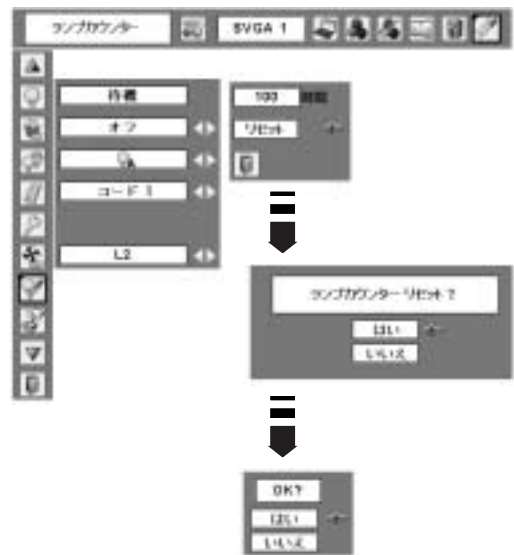 ランプカウンター SVGA 1
待機
オフ
コード 1
L2
100 時間
リセット
ランプカウンター リセット ?
はい
いいえ
OK?
はい
いいえ